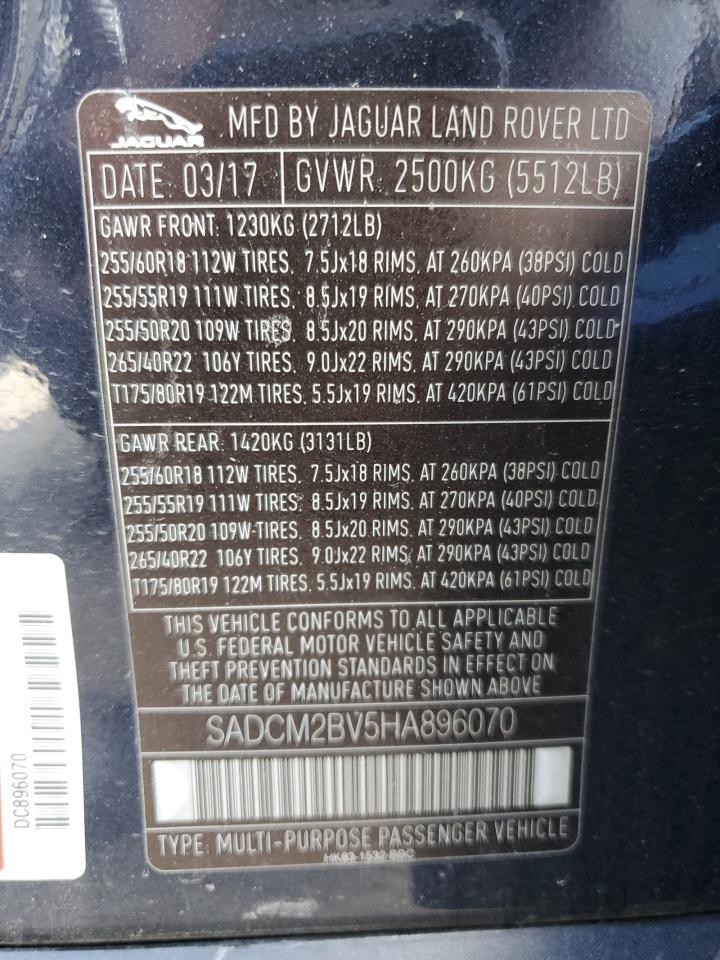 JAGUAR MFD BY JAGUAR LAND ROVER LTD
DATE: 03/17 GVWR 2500KG (5512LB)
GAWR FRONT: 1230KG (2712LB)
255/60R18 112W TIRES, 7.5Jx18 RIMS, AT 260KPA (38PSI) COLD
255/55R19 111W TIRES, 8.5Jx19 RIMS, AT 270KPA (40PSI) COLD
255/50R20 109W TIRES, 8.5Jx20 RIMS, AT 290KPA (43PSI) COLD
265/40R22 106Y TIRES, 9.0Jx22 RIMS, AT 290KPA (43PSI) COLD
T175/80R19 122M TIRES, 5.5Jx19 RIMS, AT 420KPA (61PSI) COLD
GAWR REAR: 1420KG (3131LB)
255/60R18 112W TIRES, 7.5Jx18 RIMS, AT 260KPA (38PSI) COLD
255/55R19 111W TIRES, 8.5Jx19 RIMS, AT 270KPA (40PSI) COLD
255/50R20 109W TIRES, 8.5Jx20 RIMS, AT 290KPA (43PSI) COLD
265/40R22 106Y TIRES, 9.0Jx22 RIMS, AT 290KPA (43PSI) COLD
T175/80R19 122M TIRES, 5.5Jx19 RIMS, AT 420KPA (61PSI) COLD
THIS VEHICLE CONFORMS TO ALL APPLICABLE
U.S. FEDERAL MOTOR VEHICLE SAFETY AND
THEFT PREVENTION STANDARDS IN EFFECT ON
THE DATE OF MANUFACTURE SHOWN ABOVE
SADCM2BV5HA896070
TYPE: MULTI-PURPOSE PASSENGER VEHICLE
DC896070